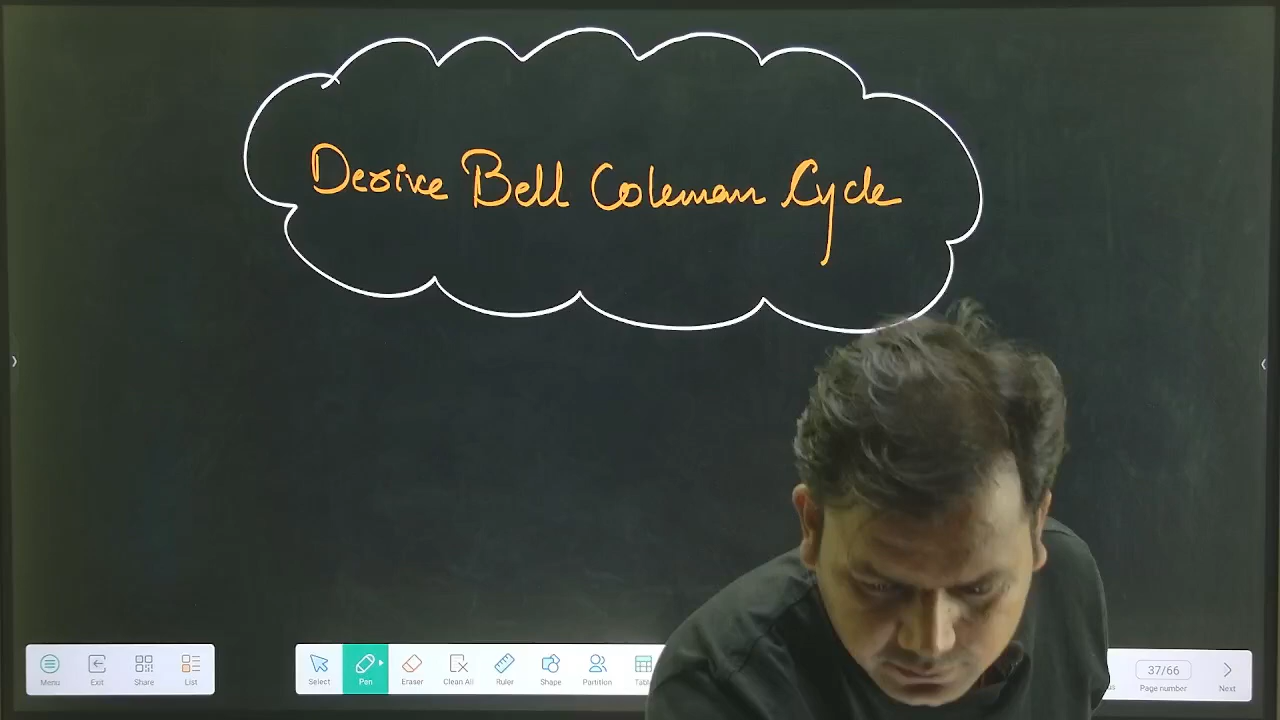 Derive Bell Coleman Cycle
Menu
Exit
Share
List
Select
Pen
Eraser
Clean All
Ruler
Shape
Partition
37/66
Page number
Next